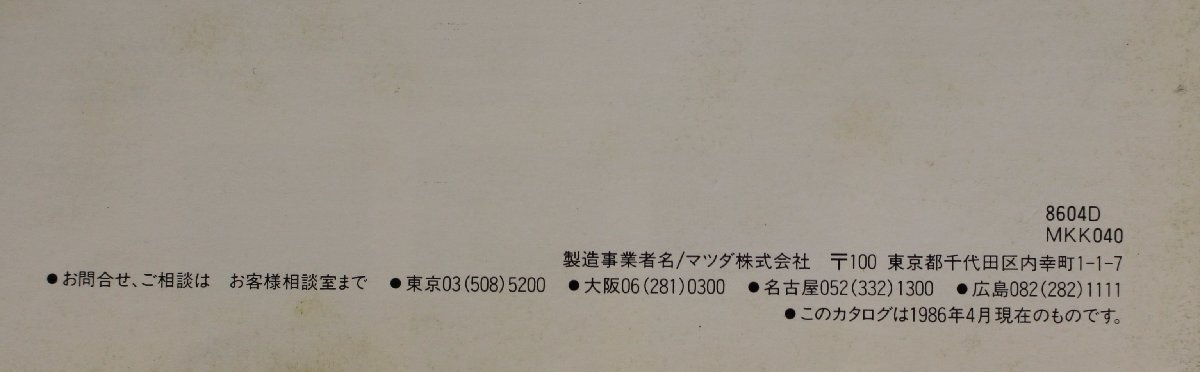 8604D
MKK040
製造事業者名/マツダ株式会社 〒100 東京都千代田区内幸町1-1-7
●お問合せ、ご相談は お客様相談室まで ●東京03(508)5200 ●大阪06(281)0300 ●名古屋052(332)1300 ●広島082(282)1111
●このカタログは1986年4月現在のものです。